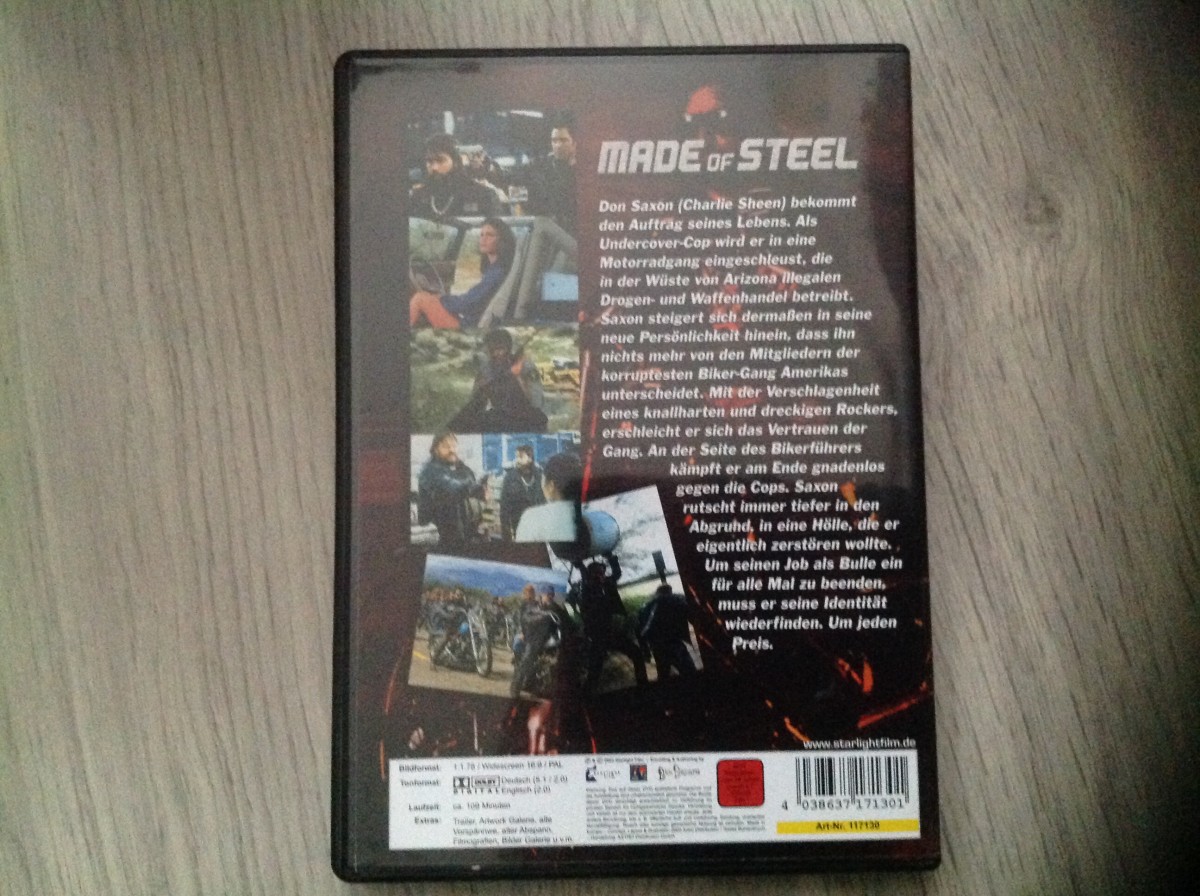 MADE OF STEEL
Don Saxon (Charlie Sheen) bekommt
den Auftrag seines Lebens. Als
Undercover-Cop wird er in eine
Motorradgang eingeschleust, die
in der Wüste von Arizona illegalen
Drogen- und Waffenhandel betreibt.
Saxon steigert sich dermaßen in seine
neue Persönlichkeit hinein, dass ihn
nichts mehr von den Mitgliedern der
korruptesten Biker-Gang Amerikas
unterscheidet. Mit der Verschlagenheit
eines knallharten und dreckigen Rockers,
erschleicht er sich das Vertrauen der
Gang. An der Seite des Bikerführers
kämpft er am Ende gnadenlos
gegen die Cops. Saxon
rutscht immer tiefer in den
Abgruhd, in eine Hölle, die er
eigentlich zerstören wollte.
Um seinen Job als Bulle ein
für alle Mal zu beenden,
muss er seine Identität
wiederfinden. Um jeden
Preis.
www.starlightfilm.de
Bildformat: 1:1.78 / Widescreen 16:9 / PAL
Tonformat: DOLBY DIGITAL Deutsch (5.1 / 2.0)
Englisch (2.0)
Laufzeit: ca. 109 Minuten
Extras: Trailer, Artwork Galerie, alle
Vorspänne, alter Abspann,
Filmografien, Bilder Galerie u.v.m.
4 038637 171301
Art-Nr. 117130